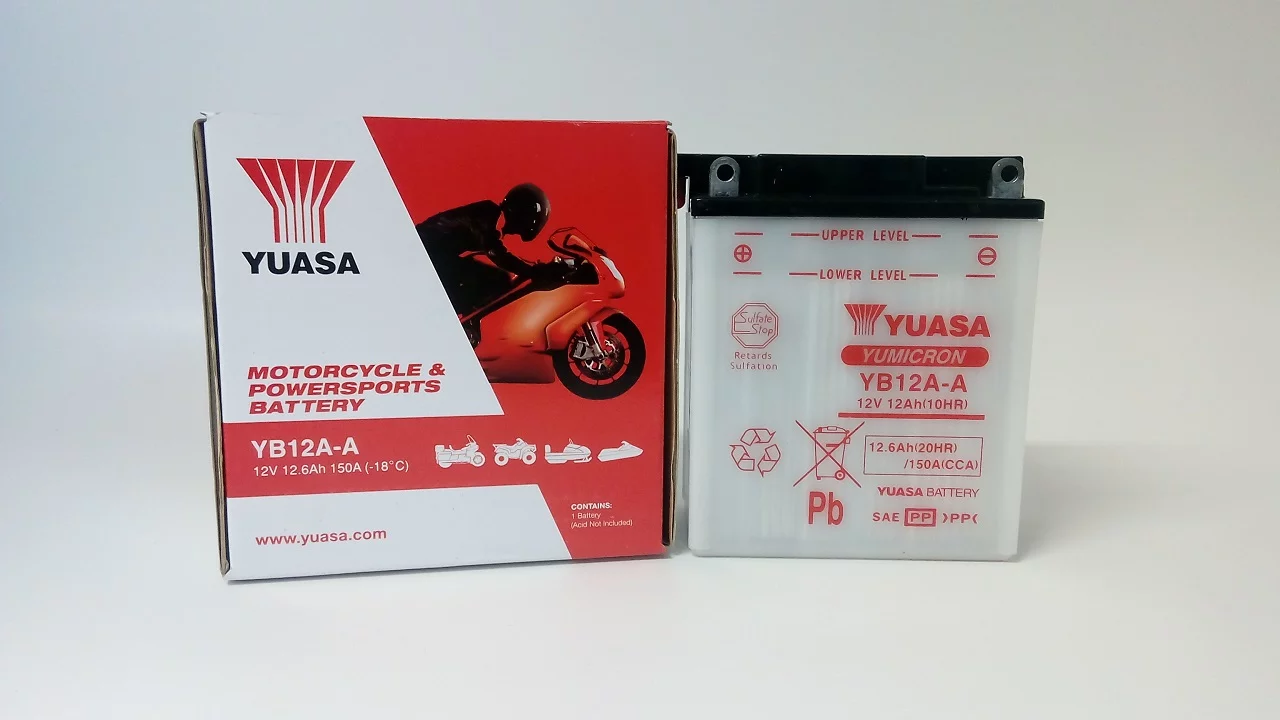 YUASA
MOTORCYCLE &
POWERSPORTS
BATTERY
YB12A-A
12V 12.6Ah 150A (-18°C)
CONTAINS:
1 Battery
(Acid Not Included)
www.yuasa.com
UPPER LEVEL
LOWER LEVEL
Sulfate
Stop
Retards
Sulfation
YUASA
YUMICRON
YB12A-A
12V 12Ah(10HR)
12.6Ah(20HR)
/150A(CCA)
Pb
YUASA BATTERY
SAE PP >PP<